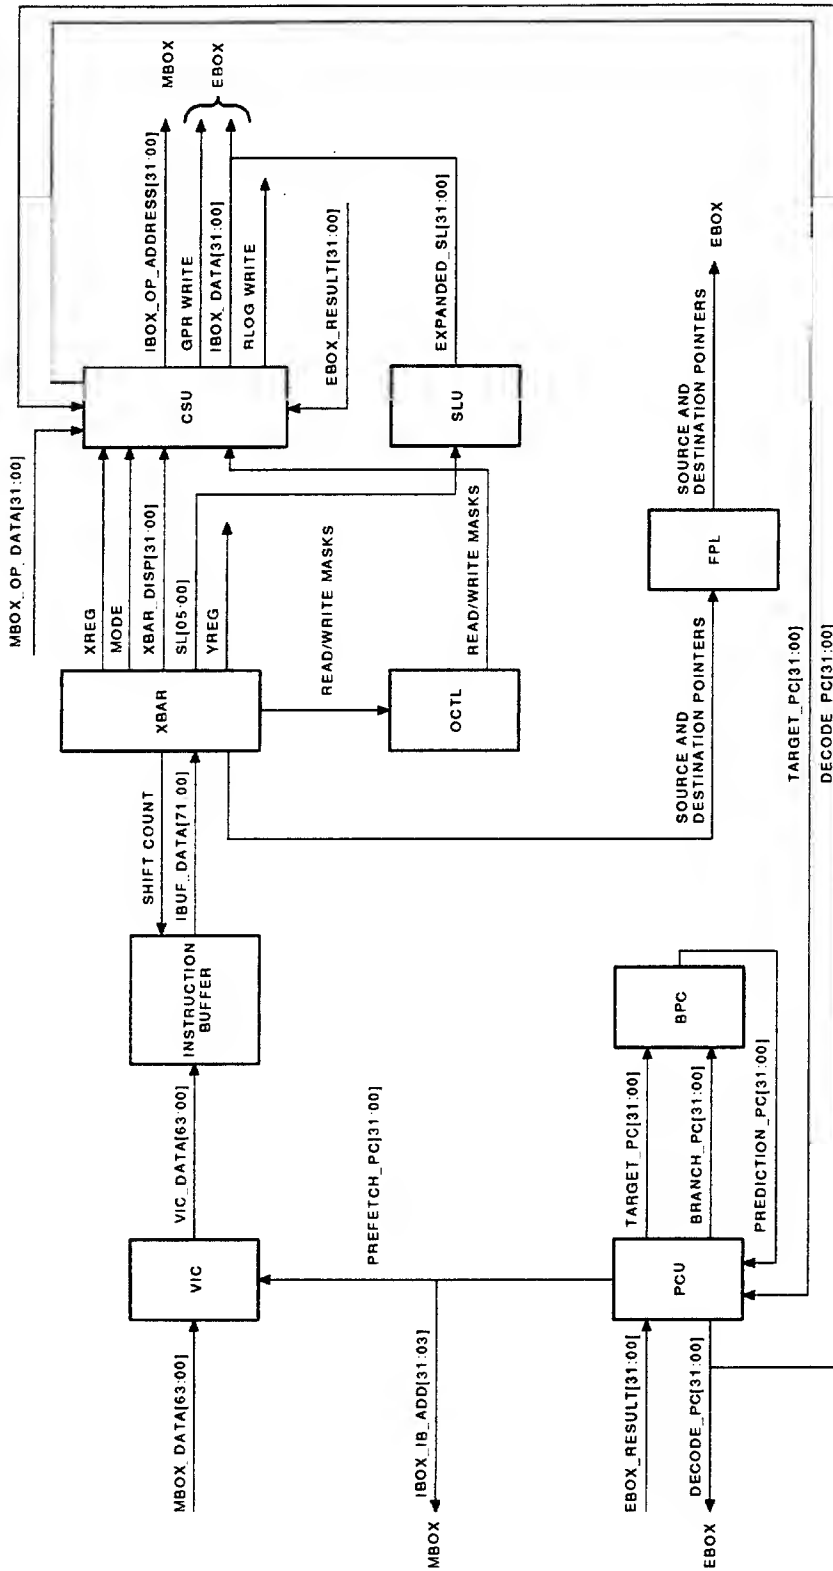 MBOX_DATA[63:00]
VIC
VIC_DATA[63:00]
INSTRUCTION
BUFFER
SHIFT COUNT
IBUF_DATA[71:00]
XBAR
XREG
MODE
XBAR_DISP[31:00]
SL[05:00]
YREG
MBOX_OP_DATA[31:00]
CSU
IBOX_OP_ADDRESS[31:00]
MBOX
GPR WRITE
IBOX_DATA[31:00]
EBOX
RLOG WRITE
EBOX_RESULT[31:00]
READ/WRITE MASKS
OCTL
READ/WRITE MASKS
SLU
EXPANDED_SL[31:00]
PREFETCH_PC[31:00]
IBOX_IB_ADD[31:03]
MBOX
SOURCE AND
DESTINATION POINTERS
FPL
SOURCE AND
DESTINATION POINTERS
EBOX
EBOX_RESULT[31:00]
DECODE_PC[31:00]
EBOX
PCU
TARGET_PC[31:00]
BRANCH_PC[31:00]
BPC
PREDICTION_PC[31:00]
TARGET_PC[31:00]
DECODE_PC[31:00]